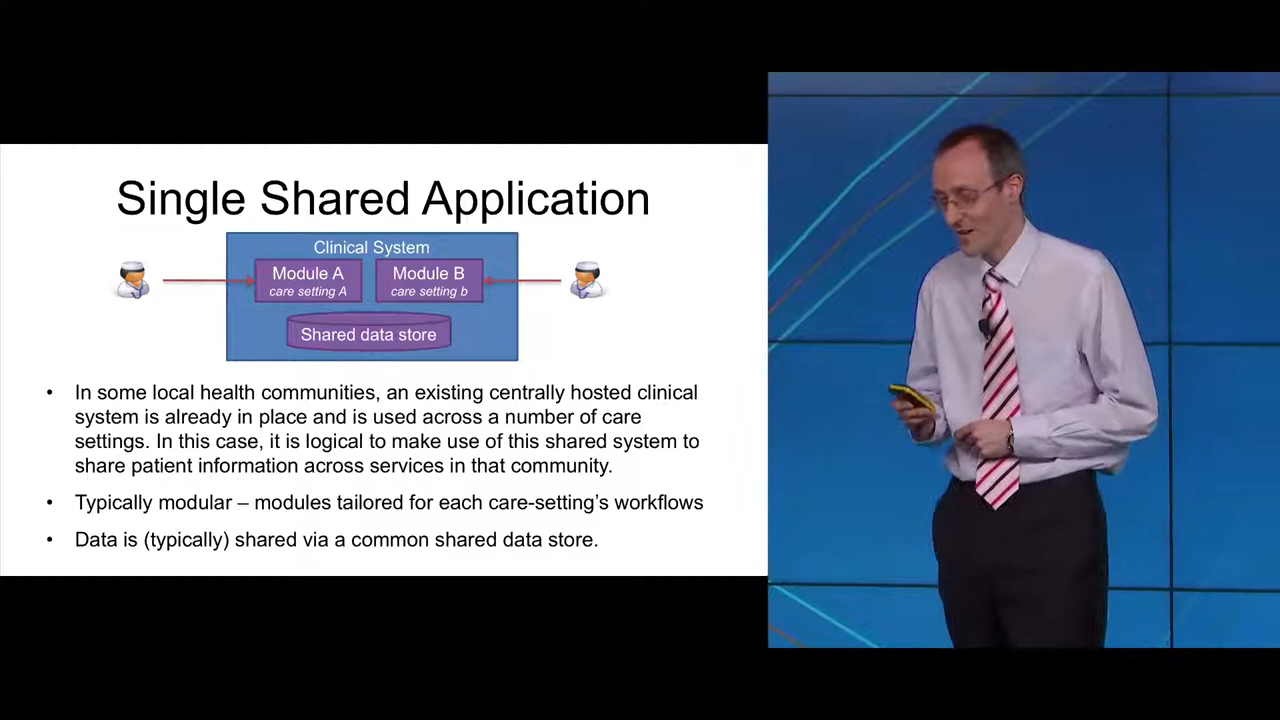 Single Shared Application
Clinical System
Module A
care setting A
Module B
care setting b
Shared data store
• In some local health communities, an existing centrally hosted clinical
system is already in place and is used across a number of care
settings. In this case, it is logical to make use of this shared system to
share patient information across services in that community.
• Typically modular – modules tailored for each care-setting’s workflows
• Data is (typically) shared via a common shared data store.